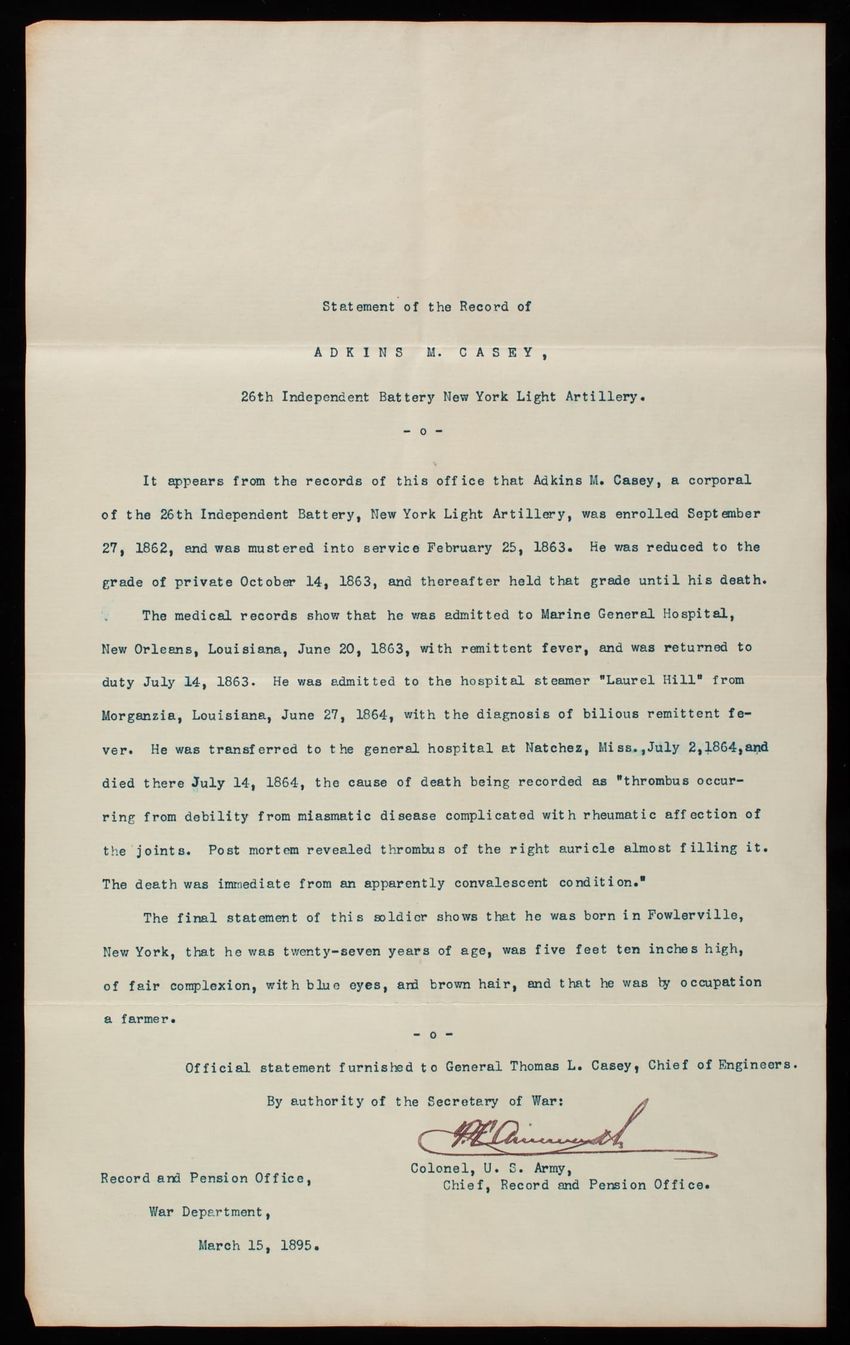 Statement of the Record of
ADKINS M. CASEY,
26th Independent Battery New York Light Artillery.
- o -
It appears from the records of this office that Adkins M. Casey, a corporal
of the 26th Independent Battery, New York Light Artillery, was enrolled September
27, 1862, and was mustered into service February 25, 1863. He was reduced to the
grade of private October 14, 1863, and thereafter held that grade until his death.
The medical records show that he was admitted to Marine General Hospital,
New Orleans, Louisiana, June 20, 1863, with remittent fever, and was returned to
duty July 14, 1863. He was admitted to the hospital steamer "Laurel Hill" from
Morganzia, Louisiana, June 27, 1864, with the diagnosis of bilious remittent fe-
ver. He was transferred to the general hospital at Natchez, Miss.,July 2,1864,and
died there July 14, 1864, the cause of death being recorded as "thrombus occur-
ring from debility from miasmatic disease complicated with rheumatic affection of
the joints. Post mortem revealed thrombus of the right auricle almost filling it.
The death was immediate from an apparently convalescent condition."
The final statement of this soldier shows that he was born in Fowlerville,
New York, that he was twenty-seven years of age, was five feet ten inches high,
of fair complexion, with blue eyes, and brown hair, and that he was by occupation
a farmer.
- o -
Official statement furnished to General Thomas L. Casey, Chief of Engineers.
By authority of the Secretary of War:
F. C. Ainsworth
Colonel, U. S. Army,
Chief, Record and Pension Office.
Record and Pension Office,
War Department,
March 15, 1895.